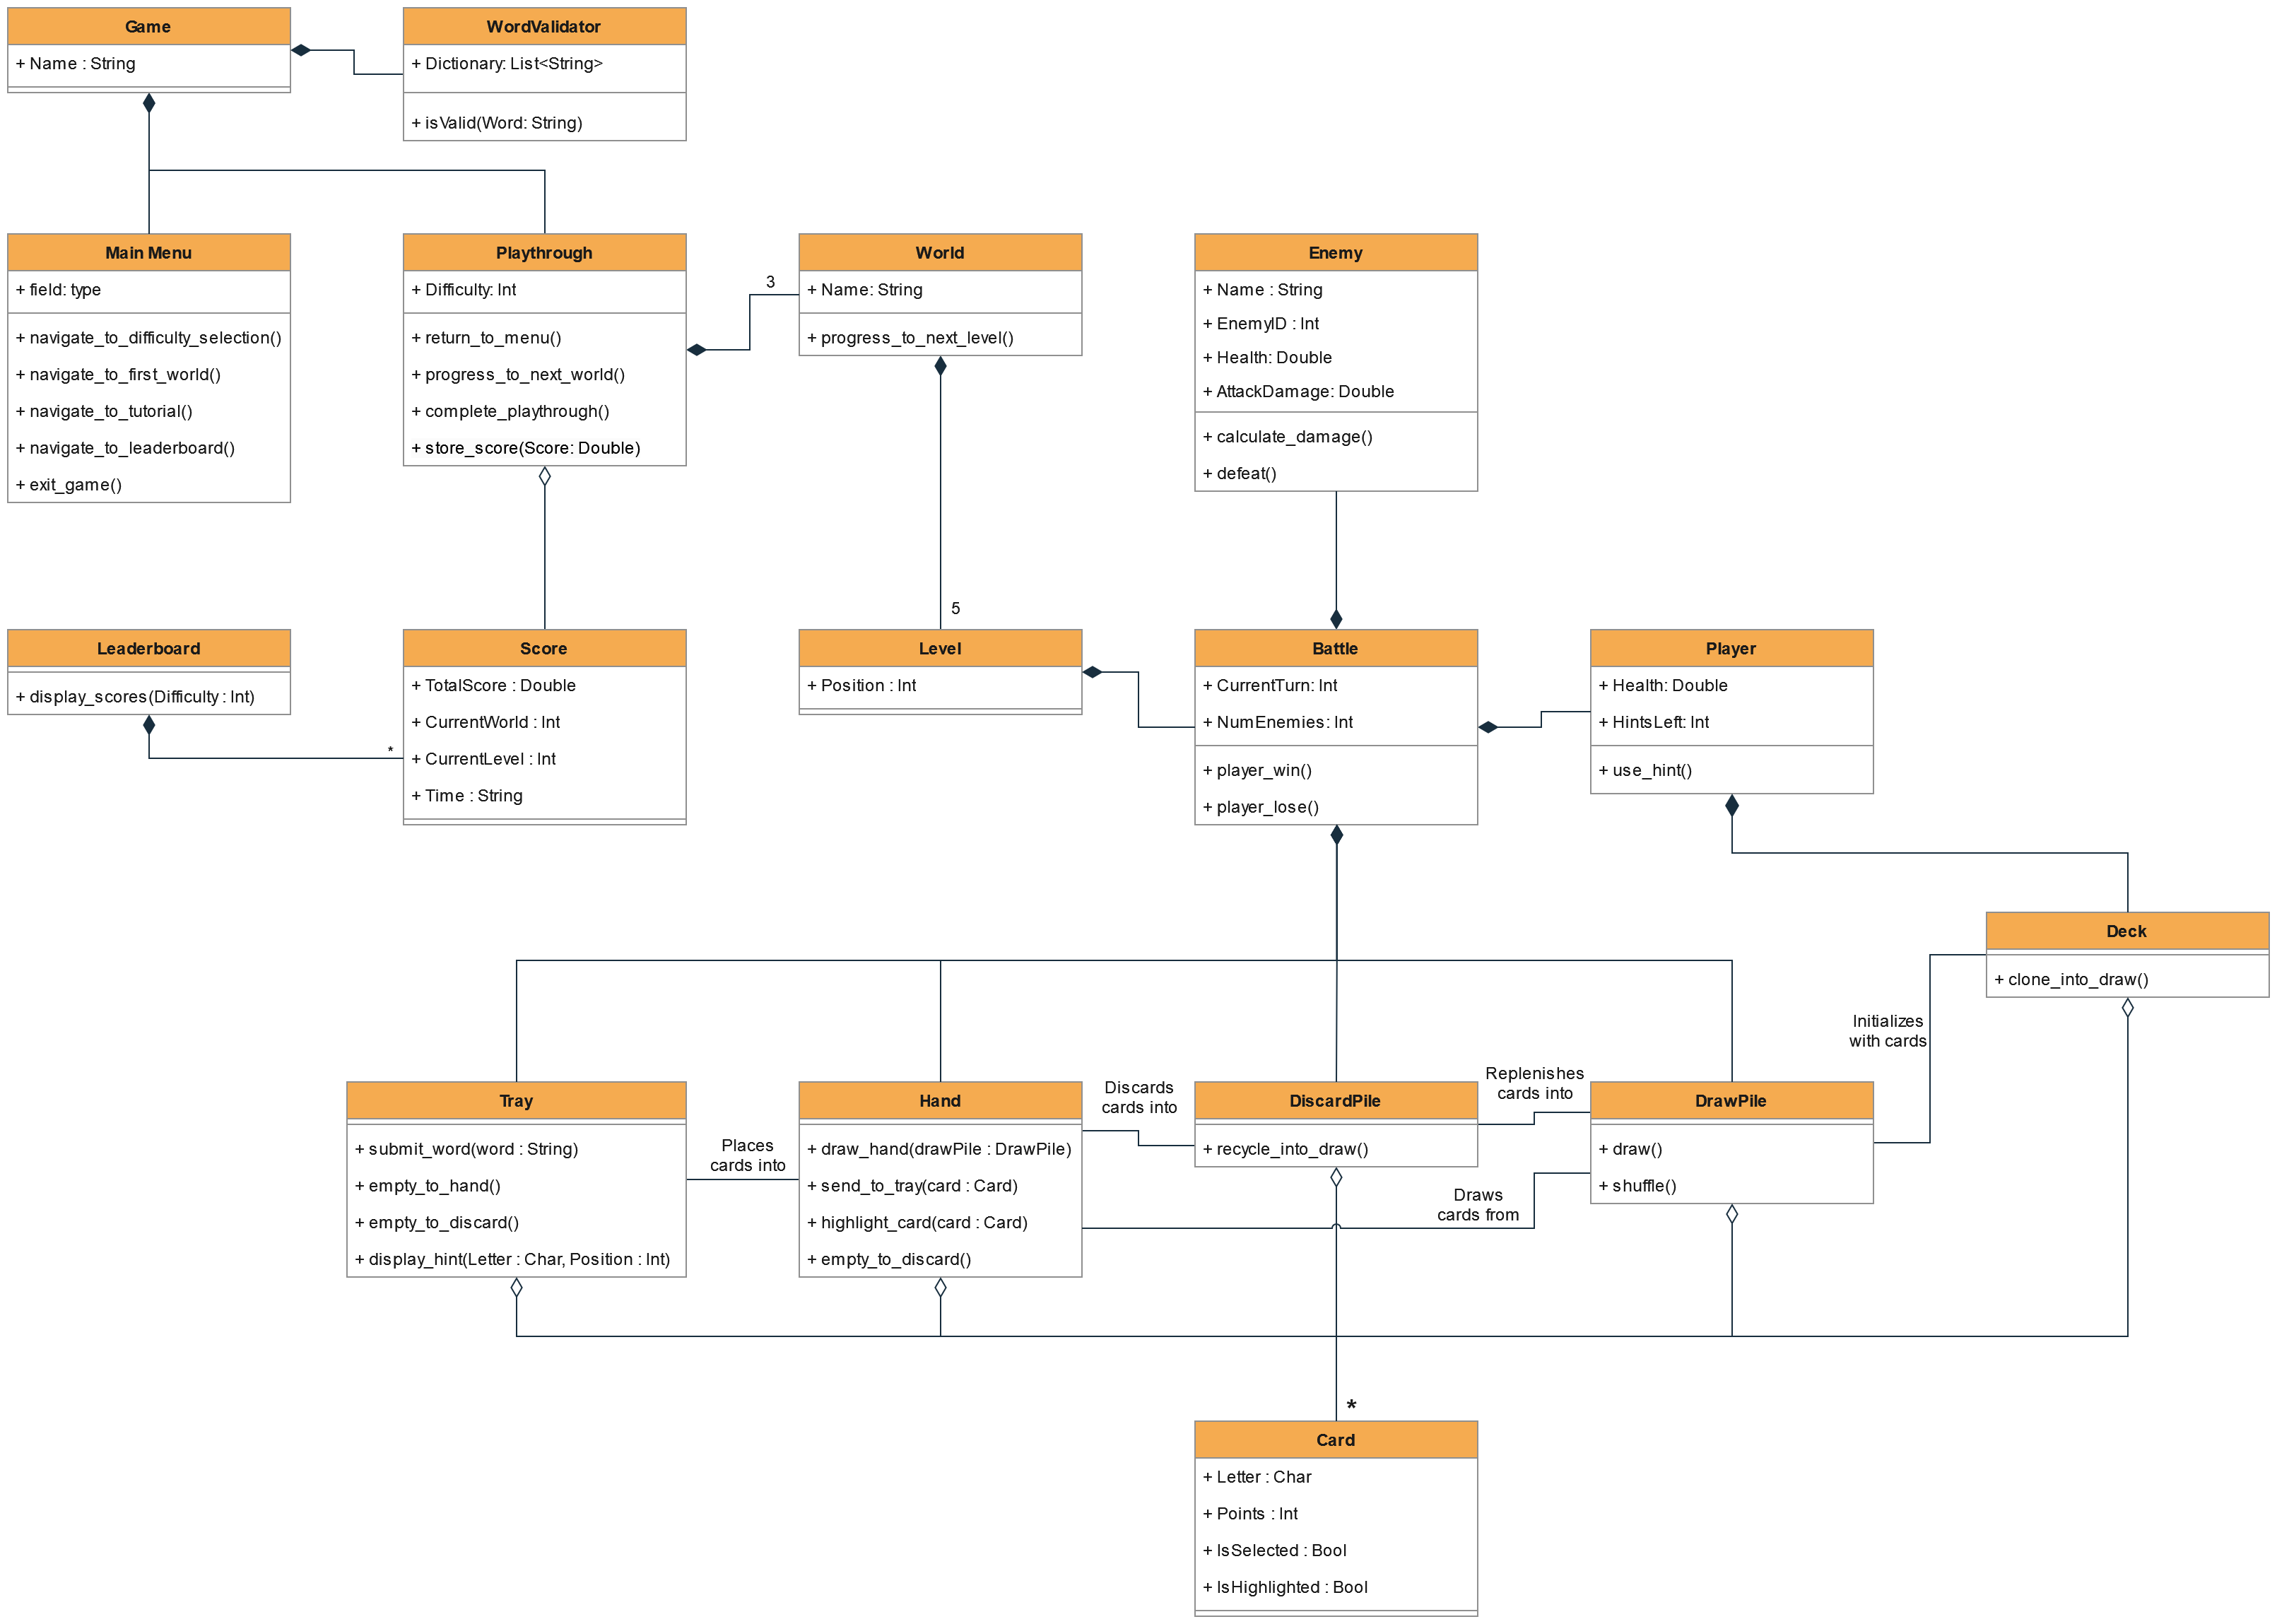 Game
+ Name : String
WordValidator
+ Dictionary: List<String>
+ isValid(Word: String)
Main Menu
+ field: type
+ navigate_to_difficulty_selection()
+ navigate_to_first_world()
+ navigate_to_tutorial()
+ navigate_to_leaderboard()
+ exit_game()
Playthrough
+ Difficulty: Int
+ return_to_menu()
+ progress_to_next_world()
+ complete_playthrough()
+ store_score(Score: Double)
3
World
+ Name: String
+ progress_to_next_level()
5
Enemy
+ Name : String
+ EnemyID : Int
+ Health: Double
+ AttackDamage: Double
+ calculate_damage()
+ defeat()
Leaderboard
+ display_scores(Difficulty : Int)
*
Score
+ TotalScore : Double
+ CurrentWorld : Int
+ CurrentLevel : Int
+ Time : String
Level
+ Position : Int
Battle
+ CurrentTurn: Int
+ NumEnemies: Int
+ player_win()
+ player_lose()
Player
+ Health: Double
+ HintsLeft: Int
+ use_hint()
Deck
+ clone_into_draw()
Initializes
with cards
Tray
+ submit_word(word : String)
+ empty_to_hand()
+ empty_to_discard()
+ display_hint(Letter : Char, Position : Int)
Places
cards into
Hand
+ draw_hand(drawPile : DrawPile)
+ send_to_tray(card : Card)
+ highlight_card(card : Card)
+ empty_to_discard()
Discards
cards into
DiscardPile
+ recycle_into_draw()
Replenishes
cards into
Draws
cards from
DrawPile
+ draw()
+ shuffle()
*
Card
+ Letter : Char
+ Points : Int
+ IsSelected : Bool
+ IsHighlighted : Bool